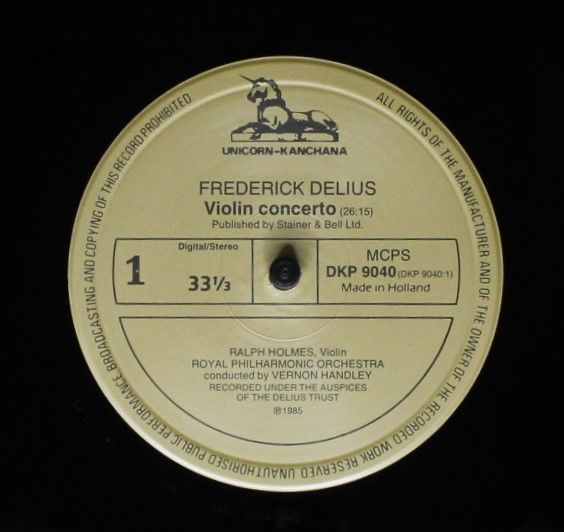 ALL RIGHTS OF THE MANUFACTURER AND OF THE OWNER OF THE RECORDED WORK RESERVED UNAUTHORISED PUBLIC PERFORMANCE BROADCASTING AND COPYING OF THIS RECORD PROHIBITED
UNICORN-KANCHANA
FREDERICK DELIUS
Violin concerto (26:15)
Published by Stainer & Bell Ltd.
1
Digital/Stereo
33⅓
MCPS
DKP 9040 (DKP 9040:1)
Made in Holland
RALPH HOLMES, Violin
ROYAL PHILHARMONIC ORCHESTRA
conducted by VERNON HANDLEY
RECORDED UNDER THE AUSPICES
OF THE DELIUS TRUST
℗1985